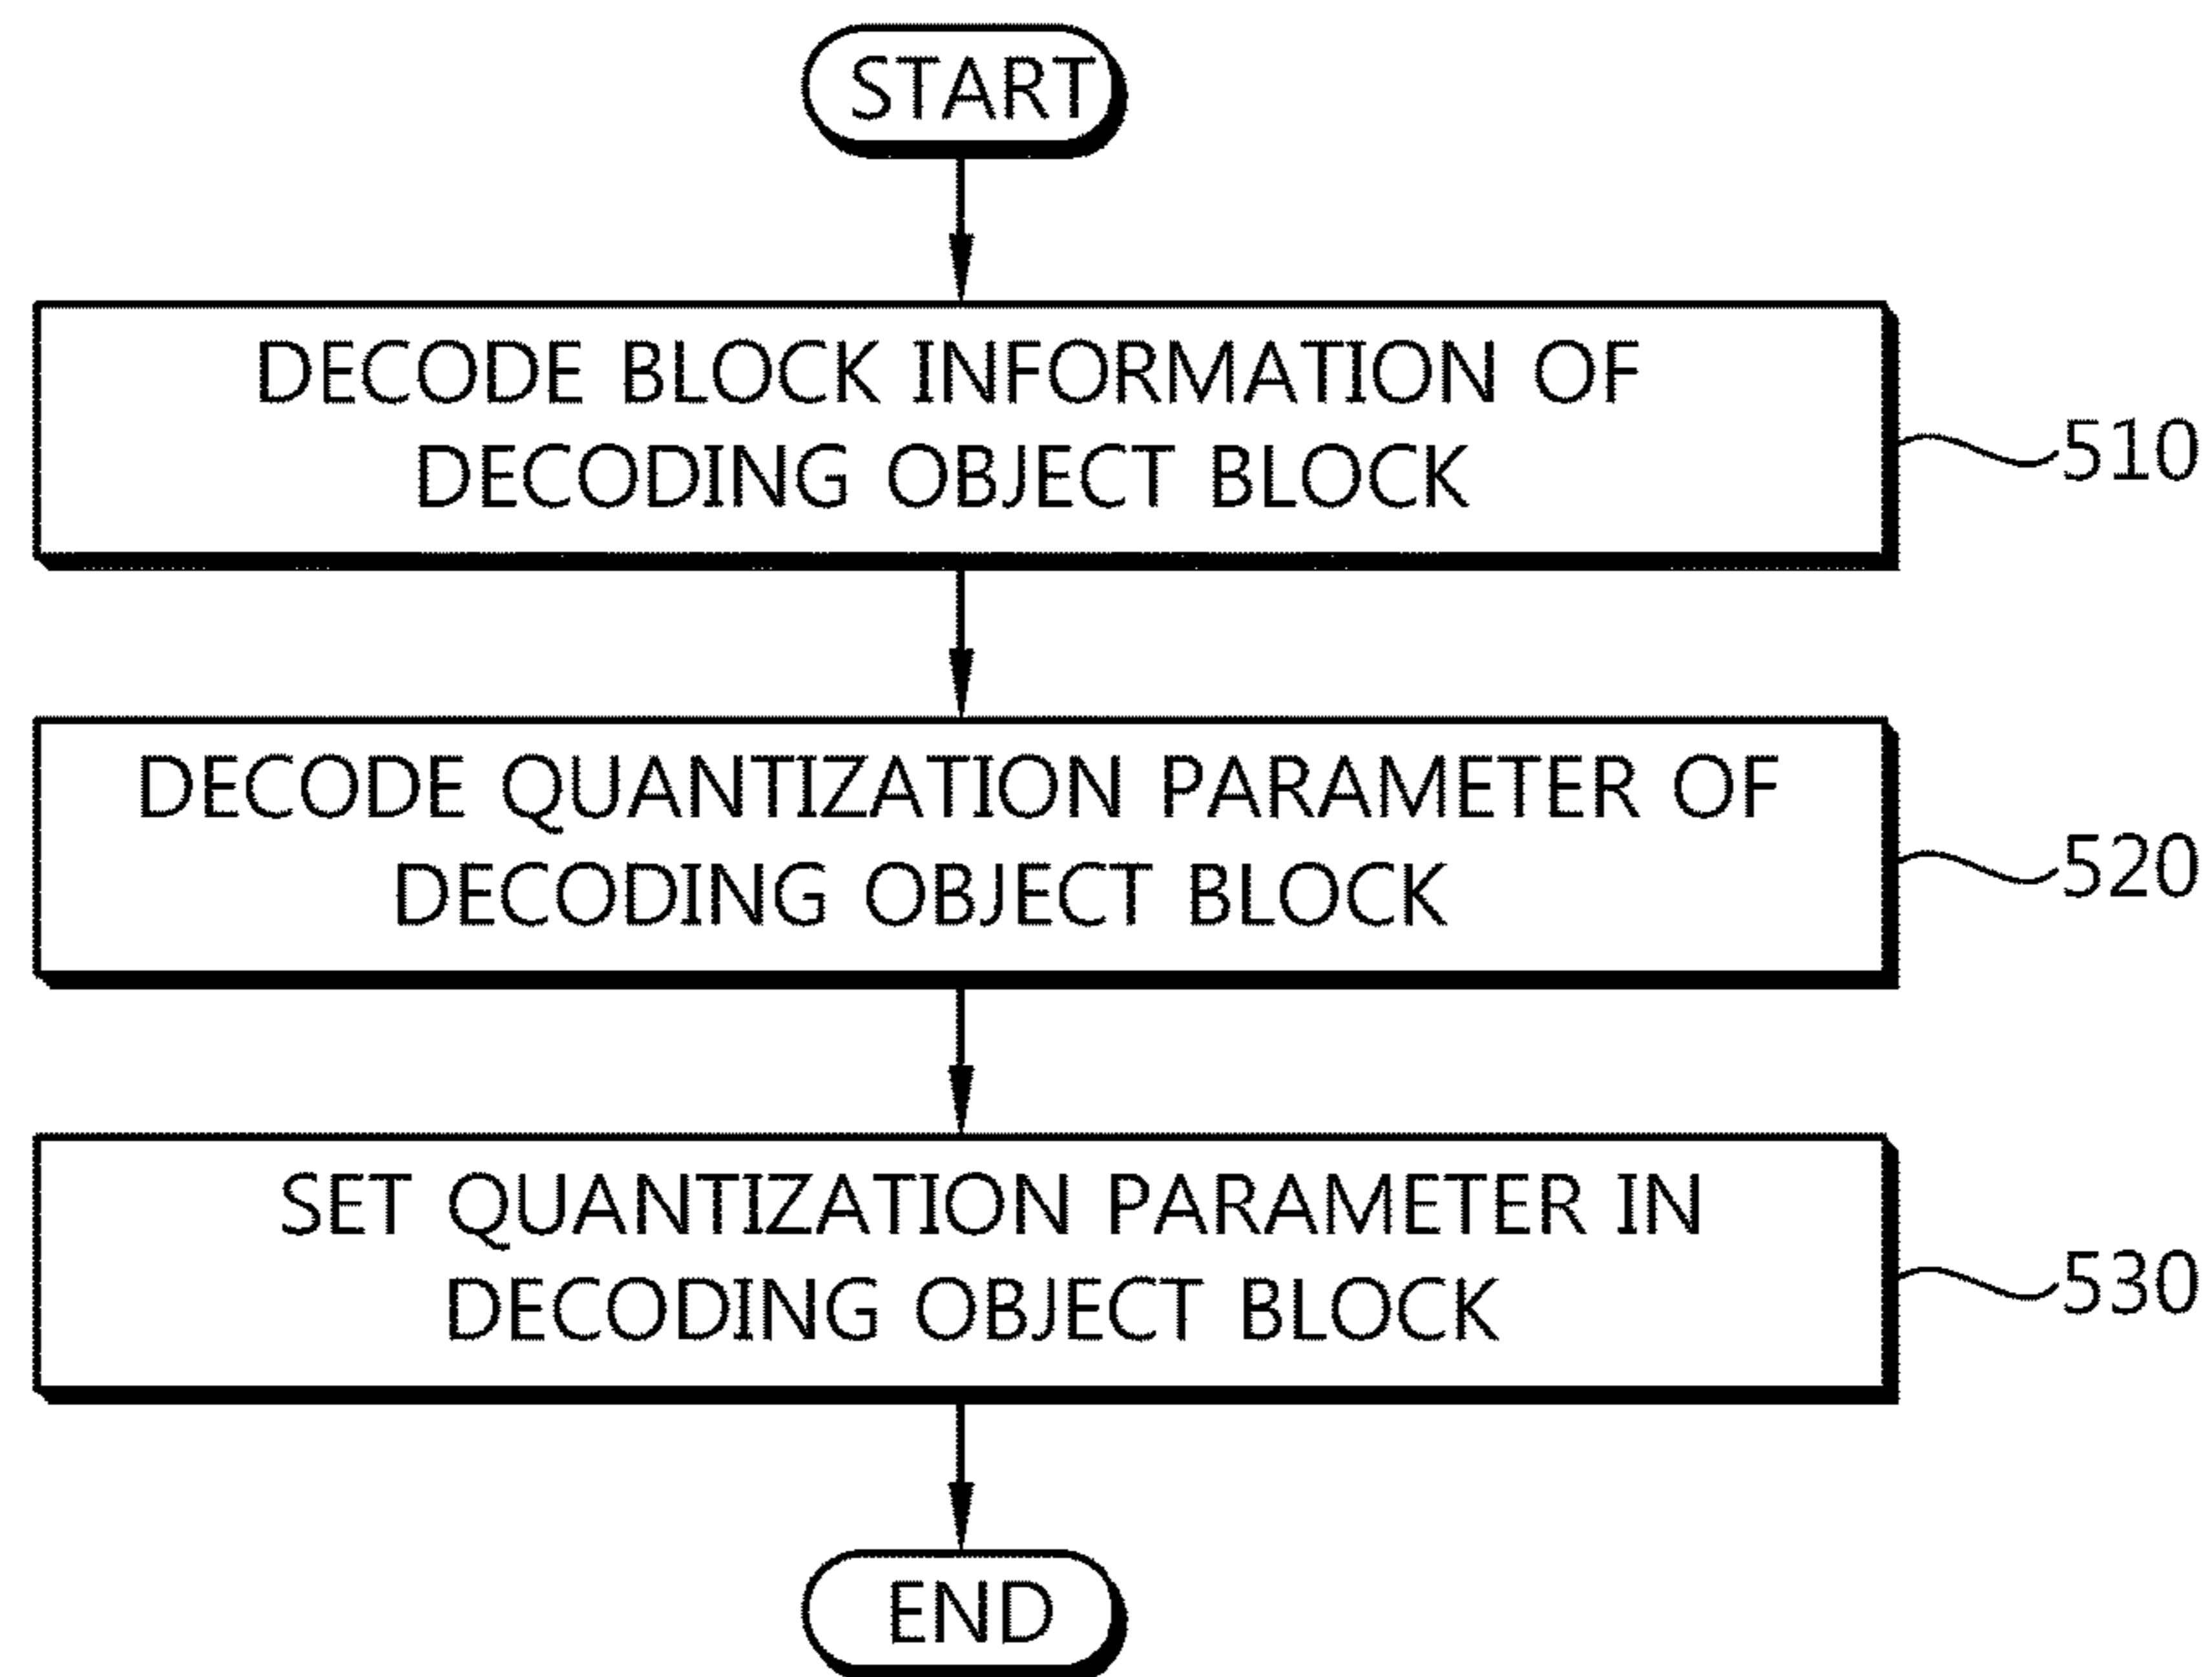 START
DECODE BLOCK INFORMATION OF
DECODING OBJECT BLOCK
510
DECODE QUANTIZATION PARAMETER OF
DECODING OBJECT BLOCK
520
SET QUANTIZATION PARAMETER IN
DECODING OBJECT BLOCK
530
END